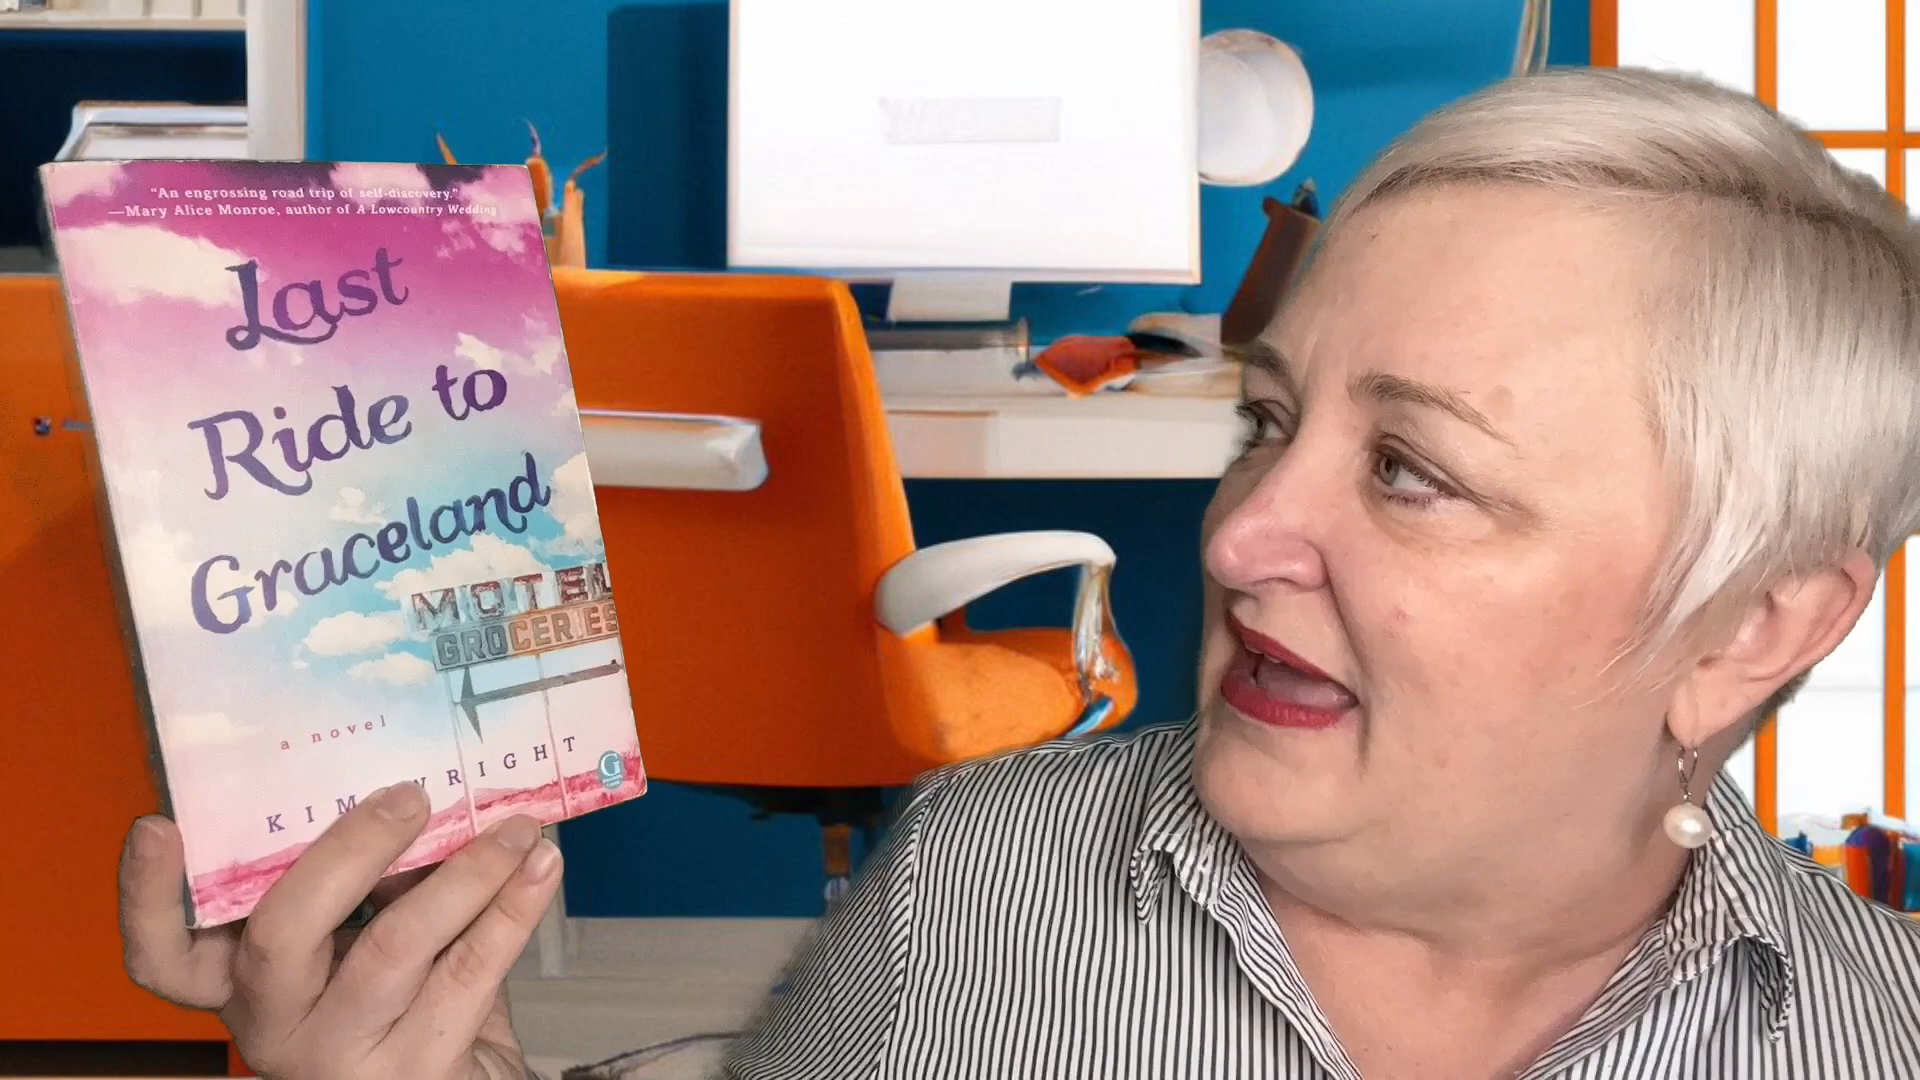 "An engrossing road trip of self-discovery."
—Mary Alice Monroe, author of A Lowcountry Wedding
Last
Ride to
Graceland
MOTEL
GROCERIES
a novel
KIM WRIGHT
G